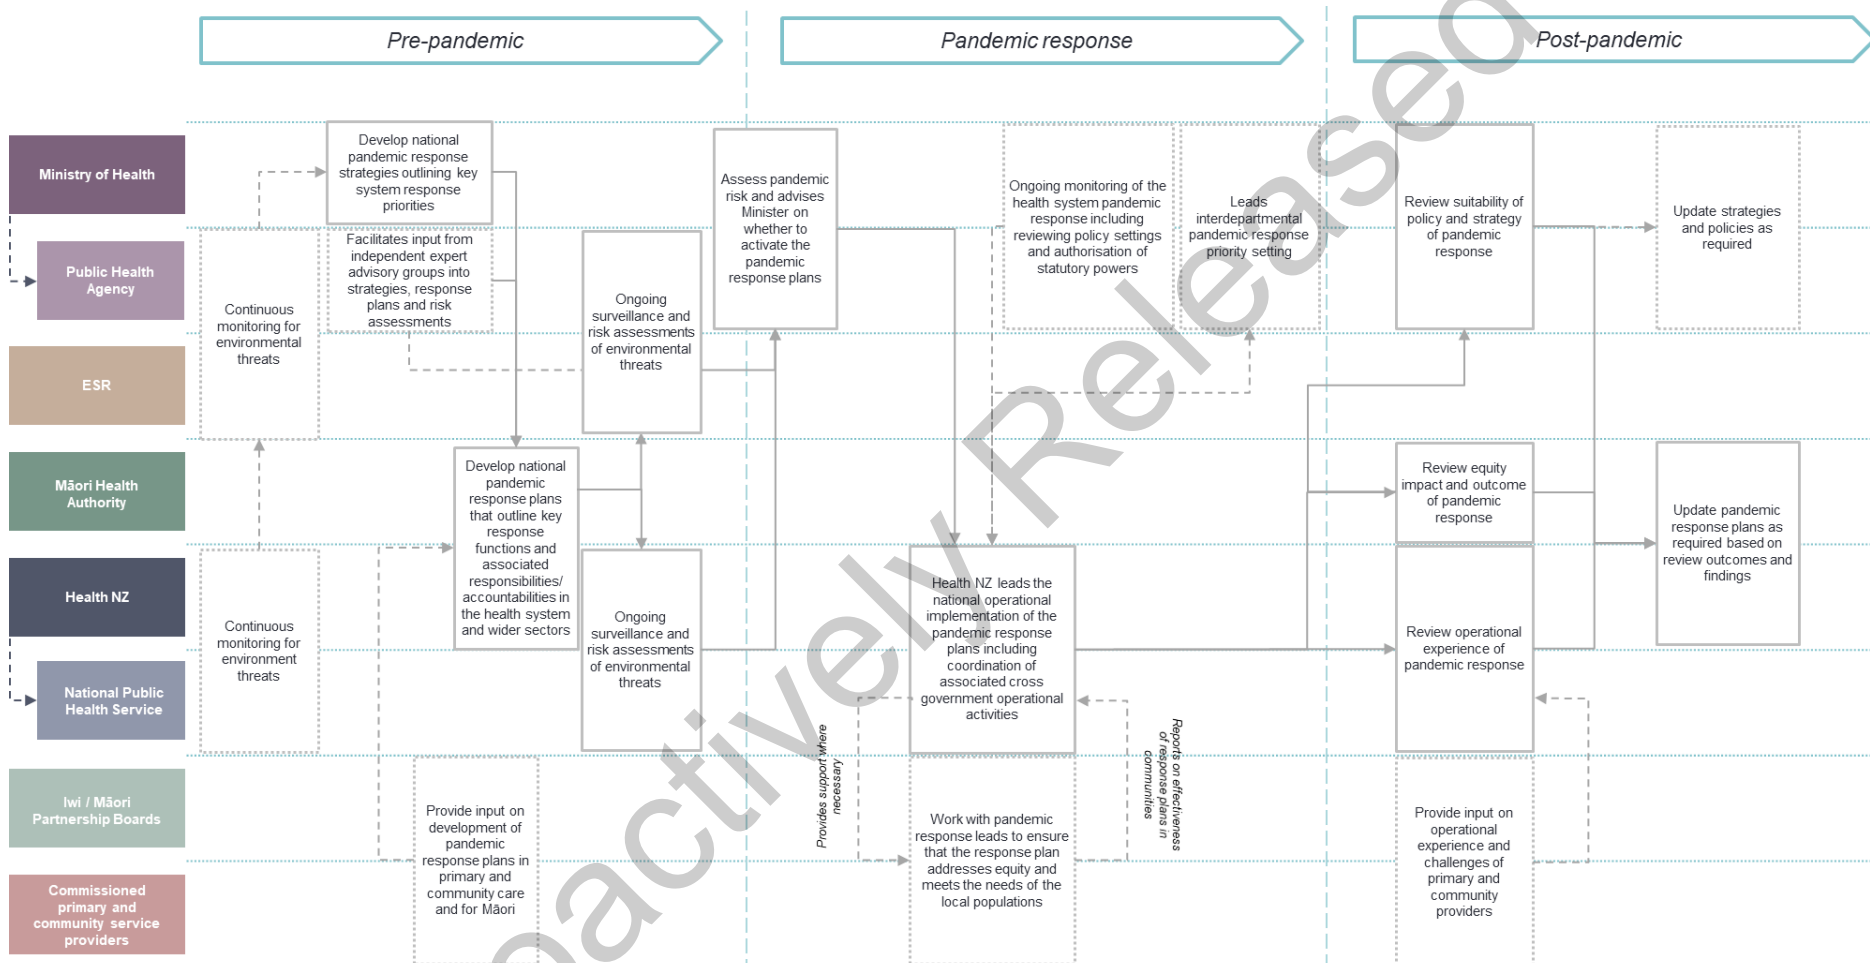 Pre-pandemic
Pandemic response
Post-pandemic
Ministry of Health
Public Health
Agency
ESR
Māori Health
Authority
Health NZ
National Public
Health Service
Iwi / Māori
Partnership Boards
Commissioned
primary and
community service
providers
Continuous
monitoring for
environmental
threats
Continuous
monitoring for
environment
threats
Develop national
pandemic response
strategies outlining key
system response
priorities
Facilitates input from
independent expert
advisory groups into
strategies, response
plans and risk
assessments
Develop national
pandemic
response plans
that outline key
response
functions and
associated
responsibilities/
accountabilities in
the health system
and wider sectors
Provide input on
development of
pandemic
response plans in
primary and
community care
and for Māori
Ongoing
surveillance and
risk assessments
of environmental
threats
Ongoing
surveillance and
risk assessments
of environmental
threats
Assess pandemic
risk and advises
Minister on
whether to
activate the
pandemic
response plans
Ongoing monitoring of the
health system pandemic
response including
reviewing policy settings
and authorisation of
statutory powers
Leads
interdepartmental
pandemic response
priority setting
Health NZ leads the
national operational
implementation of the
pandemic response
plans including
coordination of
associated cross
government operational
activities
Provides support where
necessary
Reports on effectiveness
of response plans in
communities
Work with pandemic
response leads to ensure
that the response plan
addresses equity and
meets the needs of the
local populations
Review suitability of
policy and strategy
of pandemic
response
Review equity
impact and outcome
of pandemic
response
Review operational
experience of
pandemic response
Provide input on
operational
experience and
challenges of
primary and
community
providers
Update strategies
and policies as
required
Update pandemic
response plans as
required based on
review outcomes and
findings
oactively Released